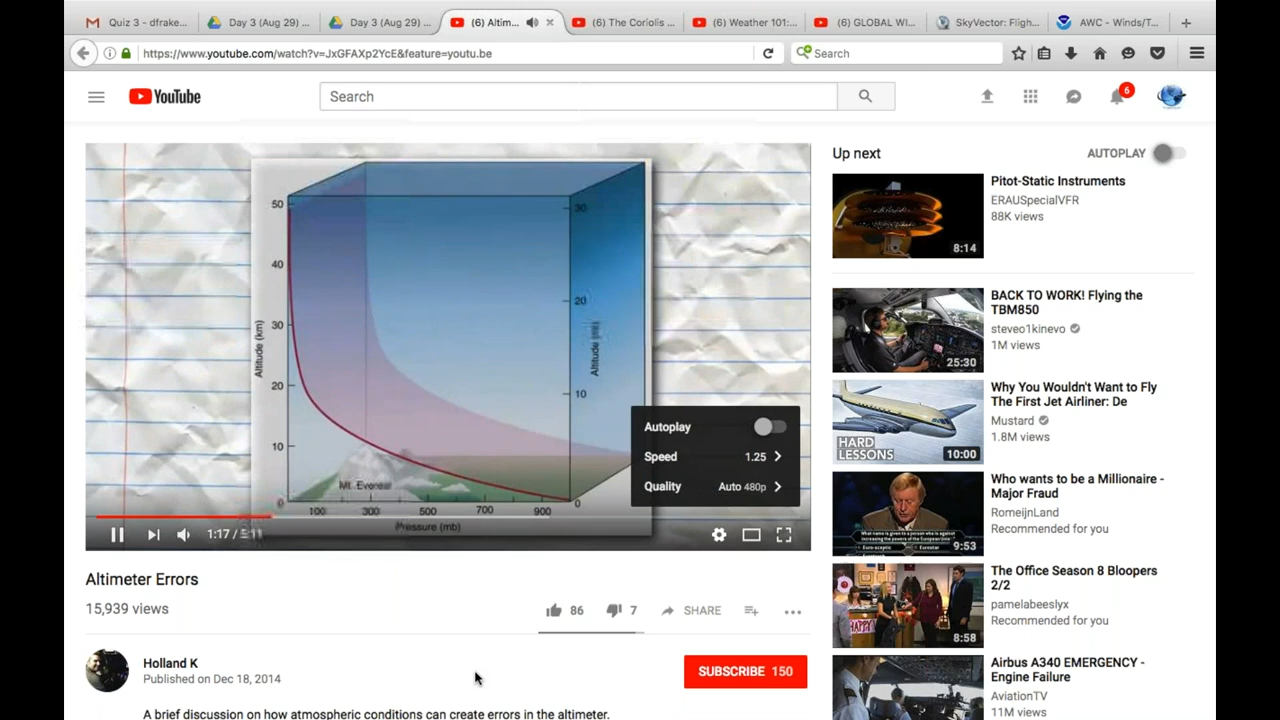 Quiz 3 - dfrake...
Day 3 (Aug 29) ...
Day 3 (Aug 29) ...
(6) Altim...
(6) The Coriolis ...
(6) Weather 101:...
(6) GLOBAL WI...
SkyVector: Fligh...
AWC - Winds/T...
https://www.youtube.com/watch?v=JxGFAXp2YcE&feature=youtu.be
Search
YouTube
Search
6
50
40
30
20
10
0
Altitude (km)
30
20
10
0
Altitude (mi)
Mt. Everest
100
300
500
700
900
Pressure (mb)
Autoplay
Speed 1.25
Quality Auto 480p
1:17 / 5:11
Altimeter Errors
15,939 views
86
7
SHARE
Holland K
Published on Dec 18, 2014
SUBSCRIBE 150
A brief discussion on how atmospheric conditions can create errors in the altimeter.
Up next
AUTOPLAY
8:14
Pitot-Static Instruments
ERAUSpecialVFR
88K views
25:30
BACK TO WORK! Flying the
TBM850
steveo1kinevo
1M views
HARD
LESSONS
10:00
Why You Wouldn't Want to Fly
The First Jet Airliner: De
Mustard
1.8M views
9:53
Who wants to be a Millionaire -
Major Fraud
RomeijnLand
Recommended for you
HAPPY
8:58
The Office Season 8 Bloopers
2/2
pamelabeeslyx
Recommended for you
Airbus A340 EMERGENCY -
Engine Failure
AviationTV
11M views